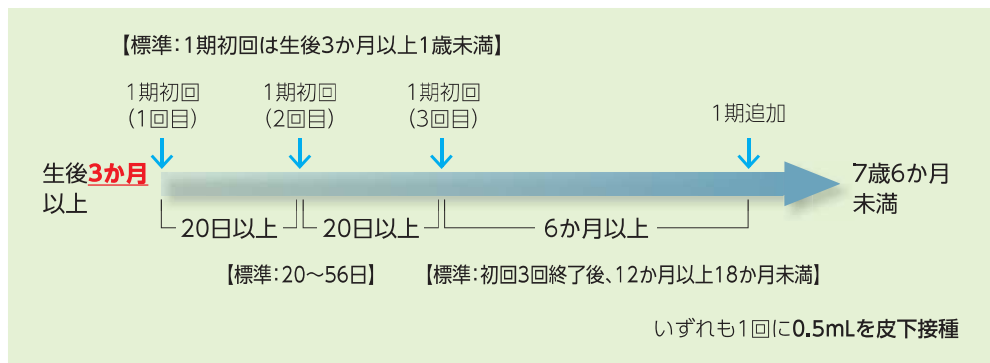 【標準：1期初回は生後3か月以上1歳未満】
1期初回
（1回目）
1期初回
（2回目）
1期初回
（3回目）
1期追加
生後3か月
以上
7歳6か月
未満
20日以上
20日以上
6か月以上
【標準：20〜56日】
【標準：初回3回終了後、12か月以上18か月未満】
いずれも1回に0.5mLを皮下接種